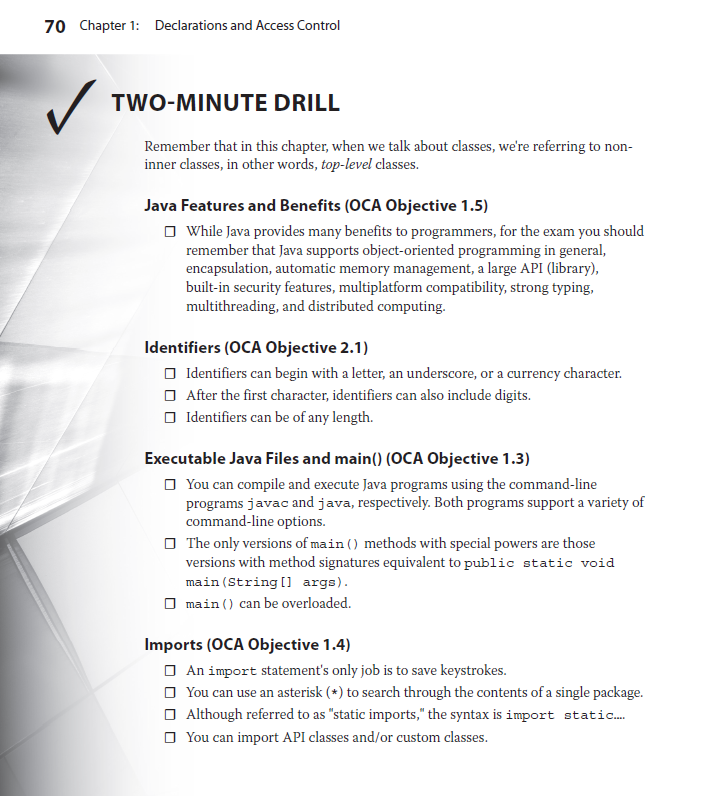 70 Chapter 1: Declarations and Access Control
TWO-MINUTE DRILL
Remember that in this chapter, when we talk about classes, we're referring to non-
inner classes, in other words, top-level classes.
Java Features and Benefits (OCA Objective 1.5)
❒ While Java provides many benefits to programmers, for the exam you should
remember that Java supports object-oriented programming in general,
encapsulation, automatic memory management, a large API (library),
built-in security features, multiplatform compatibility, strong typing,
multithreading, and distributed computing.
Identifiers (OCA Objective 2.1)
❒ Identifiers can begin with a letter, an underscore, or a currency character.
❒ After the first character, identifiers can also include digits.
❒ Identifiers can be of any length.
Executable Java Files and main() (OCA Objective 1.3)
❒ You can compile and execute Java programs using the command-line
programs javac and java, respectively. Both programs support a variety of
command-line options.
❒ The only versions of main() methods with special powers are those
versions with method signatures equivalent to public static void
main(String[] args).
❒ main() can be overloaded.
Imports (OCA Objective 1.4)
❒ An import statement's only job is to save keystrokes.
❒ You can use an asterisk (*) to search through the contents of a single package.
❒ Although referred to as "static imports," the syntax is import static....
❒ You can import API classes and/or custom classes.